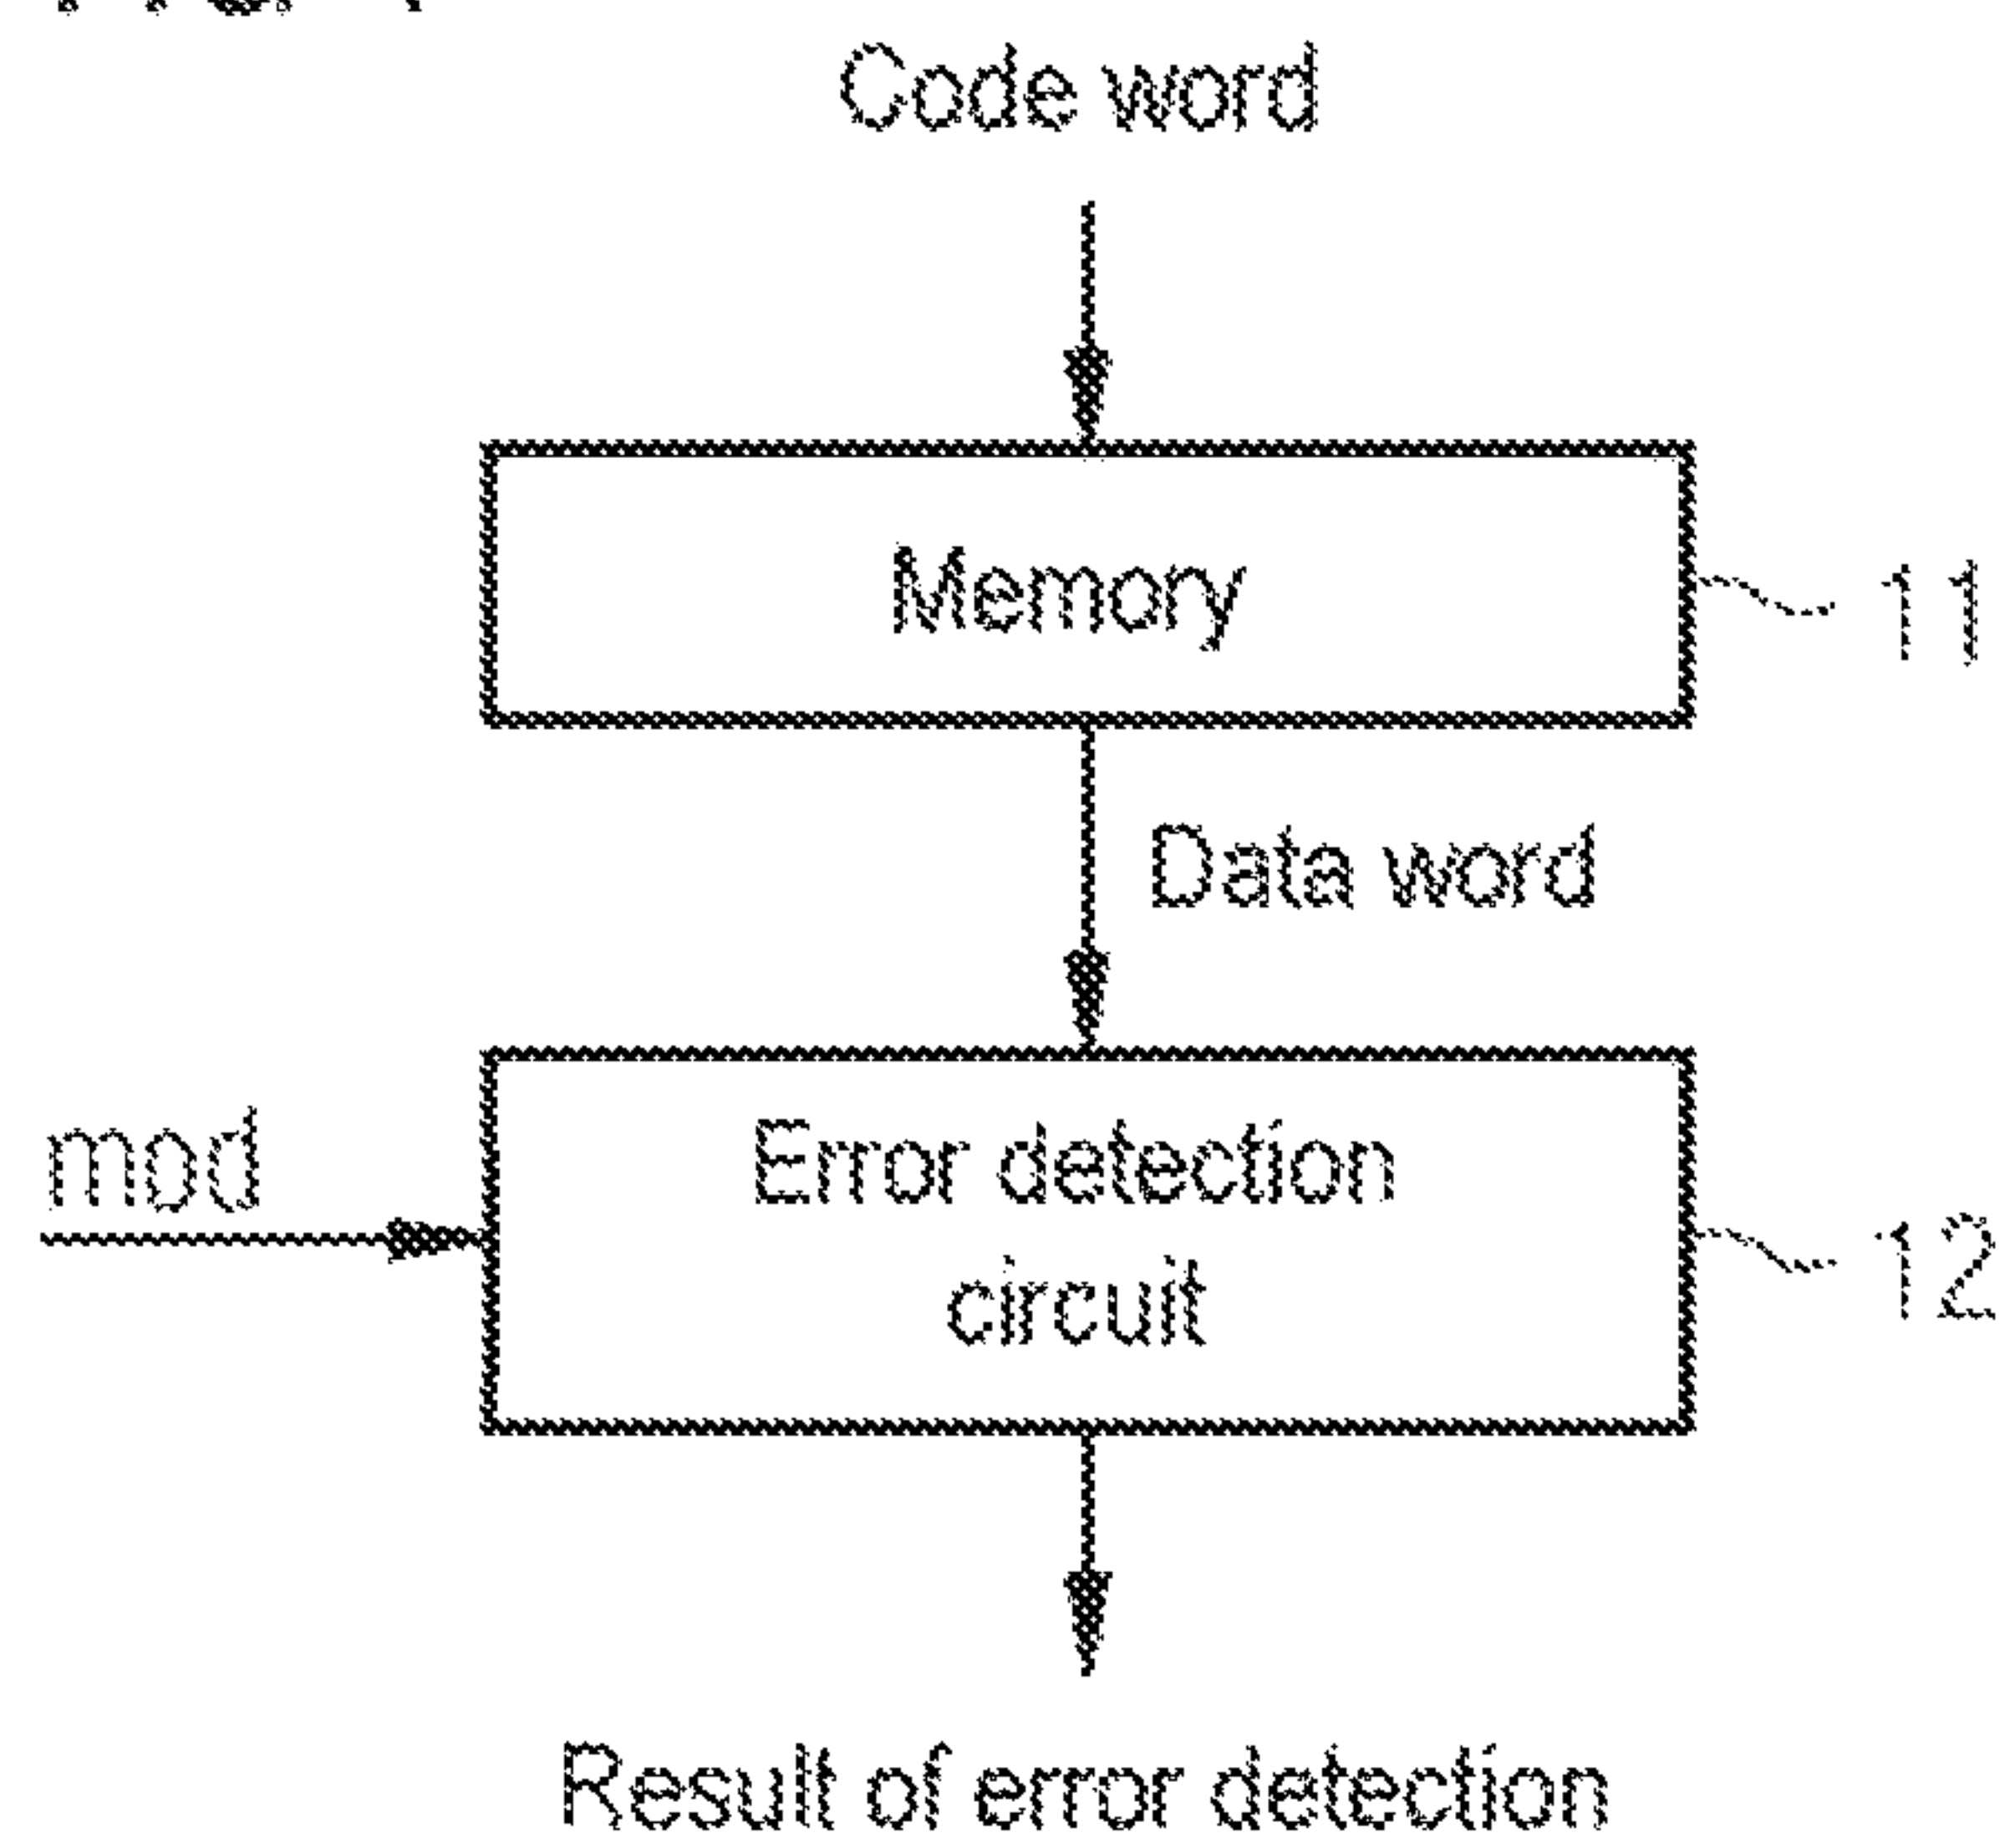 Code word
Memory
11
Data word
mod
Error detection
circuit
12
Result of error detection